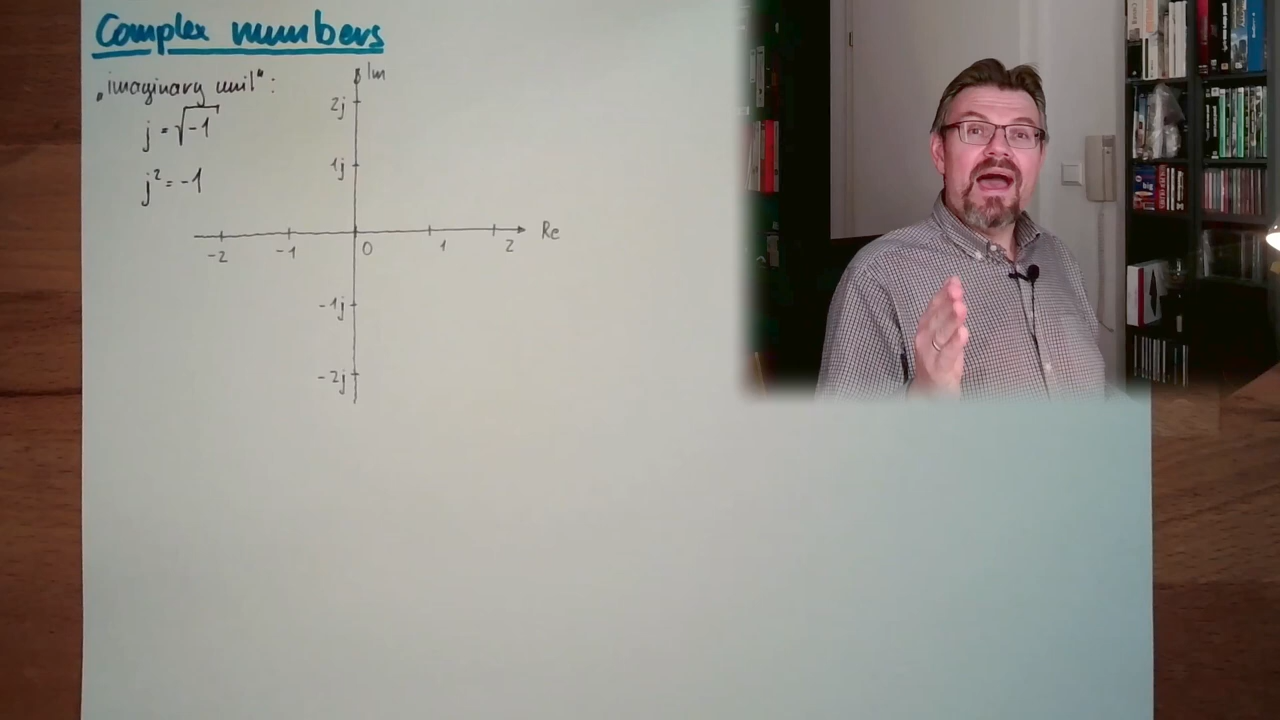 Complex numbers
„imaginary unit“:
j = √-1
j² = -1
Im
2j
1j
-2 -1 0 1 2 Re
-1j
-2j